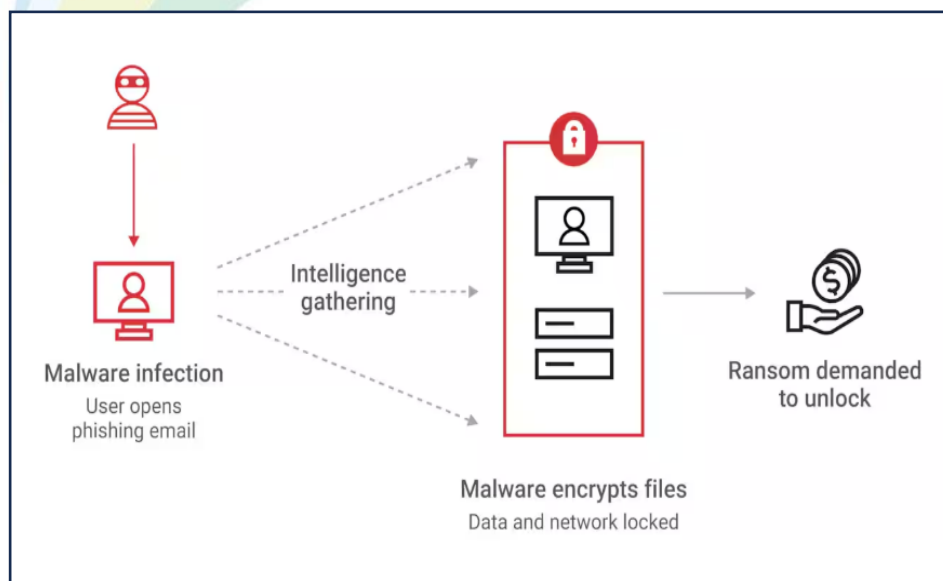 Malware infection
User opens
phishing email
Intelligence
gathering
Malware encrypts files
Data and network locked
Ransom demanded
to unlock